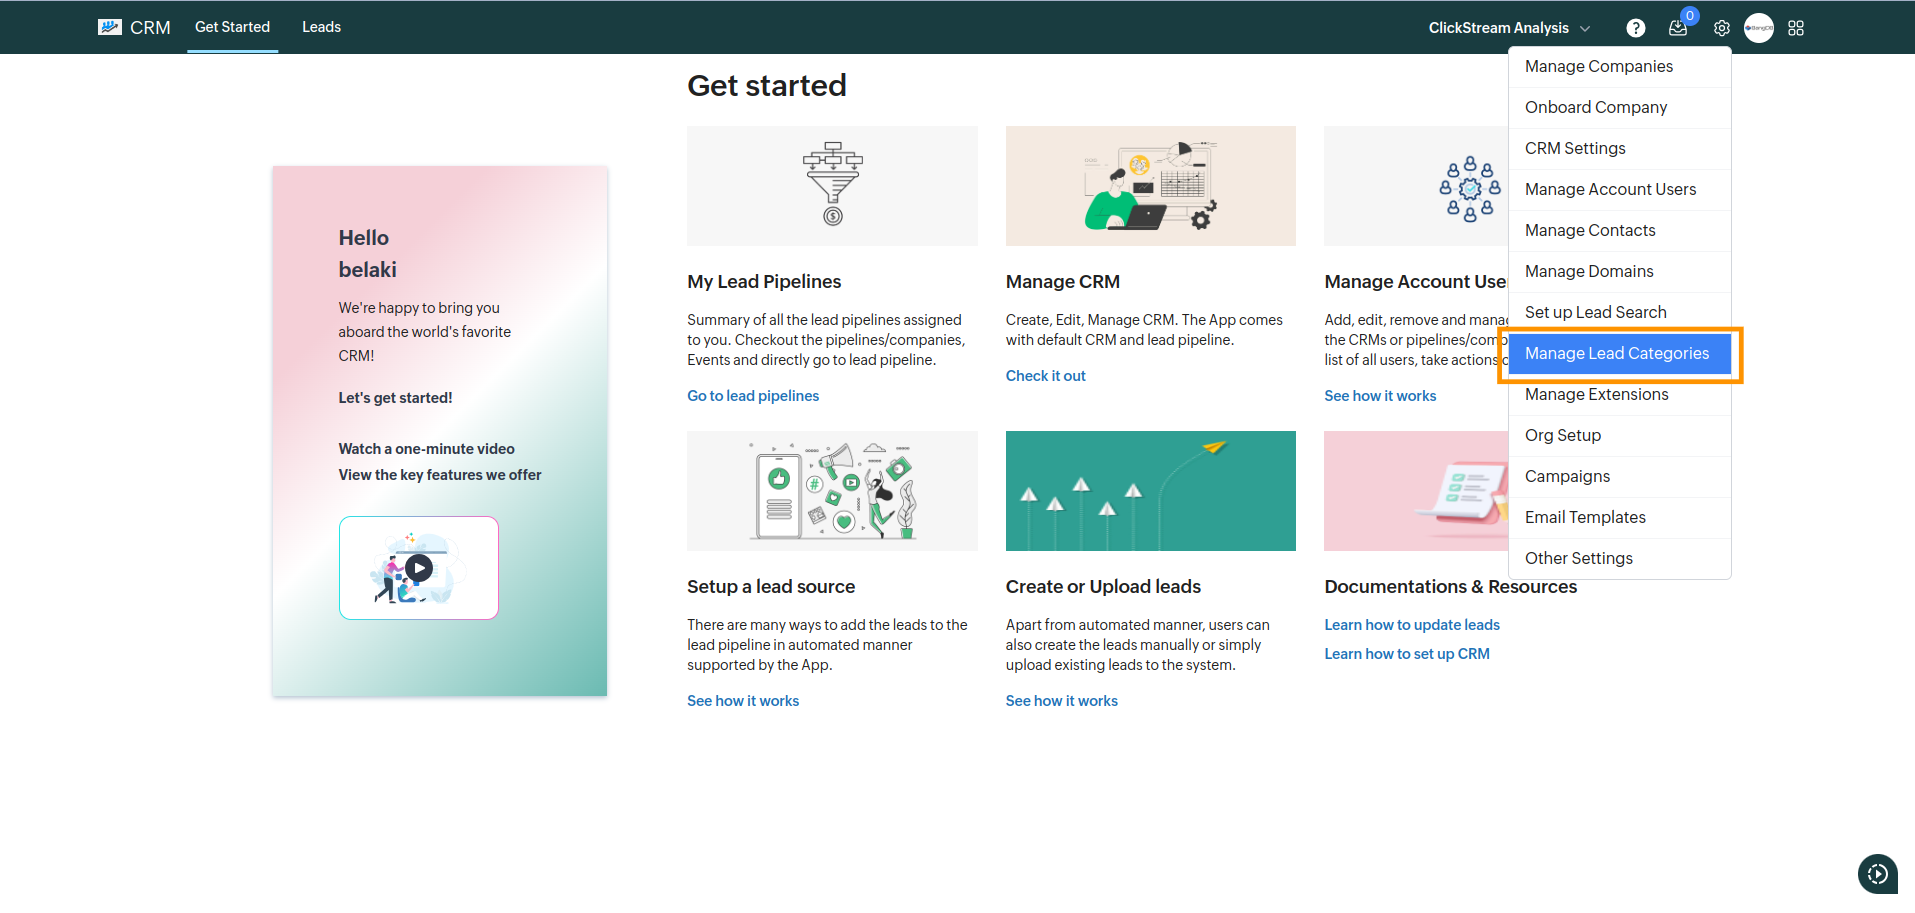 CRM
Get Started
Leads
ClickStream Analysis
?
0
BangDB
Manage Companies
Onboard Company
CRM Settings
Manage Account Users
Manage Contacts
Manage Domains
Set up Lead Search
Manage Lead Categories
Manage Extensions
Org Setup
Campaigns
Email Templates
Other Settings
Hello
belaki
We're happy to bring you
aboard the world's favorite
CRM!
Let's get started!
Watch a one-minute video
View the key features we offer
Get started
$
My Lead Pipelines
Summary of all the lead pipelines assigned
to you. Checkout the pipelines/companies,
Events and directly go to lead pipeline.
Go to lead pipelines
Manage CRM
Create, Edit, Manage CRM. The App comes
with default CRM and lead pipeline.
Check it out
Manage Account Use
Add, edit, remove and mana
the CRMs or pipelines/comp
list of all users, take actions
See how it works
#
Setup a lead source
There are many ways to add the leads to the
lead pipeline in automated manner
supported by the App.
See how it works
Create or Upload leads
Apart from automated manner, users can
also create the leads manually or simply
upload existing leads to the system.
See how it works
Documentations & Resources
Learn how to update leads
Learn how to set up CRM